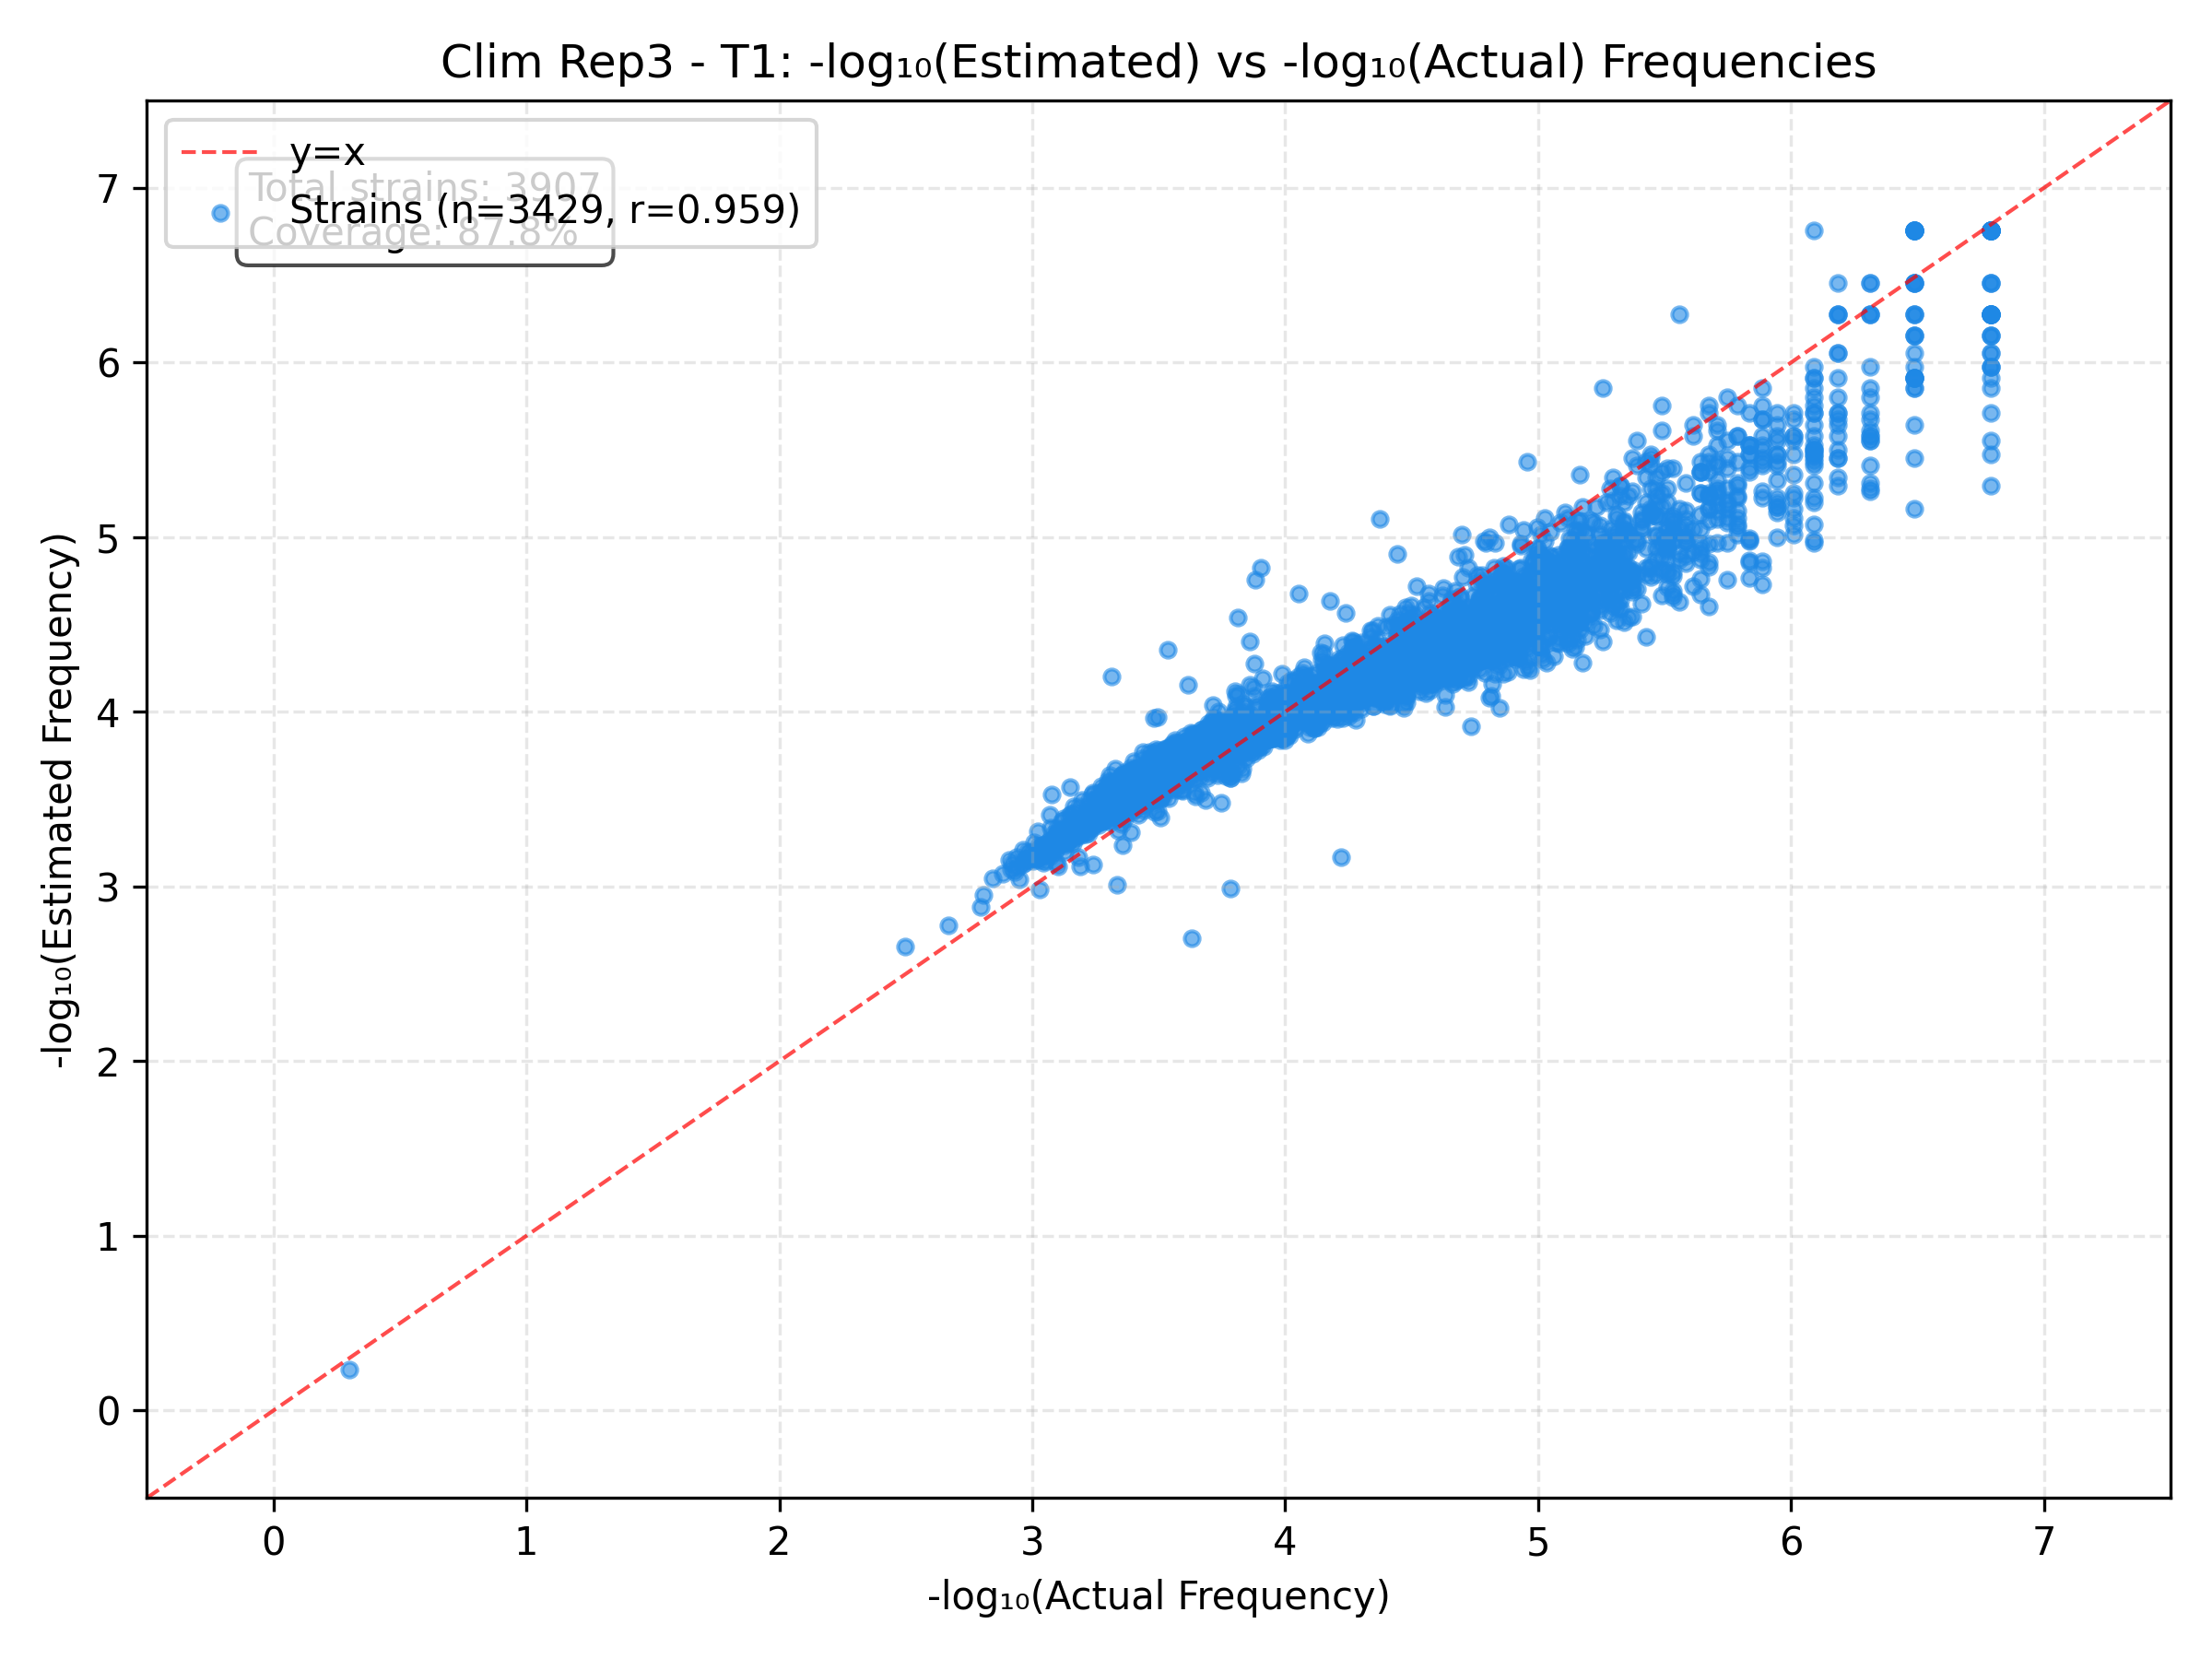 Clim Rep3 - T1: -log₁₀(Estimated) vs -log₁₀(Actual) Frequencies
y=x
Total strains: 3907
Strains (n=3429, r=0.959)
Coverage: 87.8%
-log₁₀(Estimated Frequency)
7
6
5
4
3
2
1
0
0 1 2 3 4 5 6 7
-log₁₀(Actual Frequency)